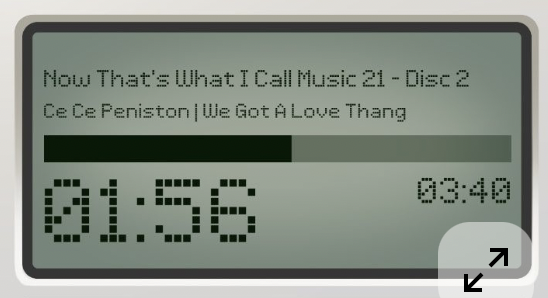 Now That's What I Call Music 21 - Disc 2
Ce Ce Peniston | We Got A Love Thang
01:56
03:40